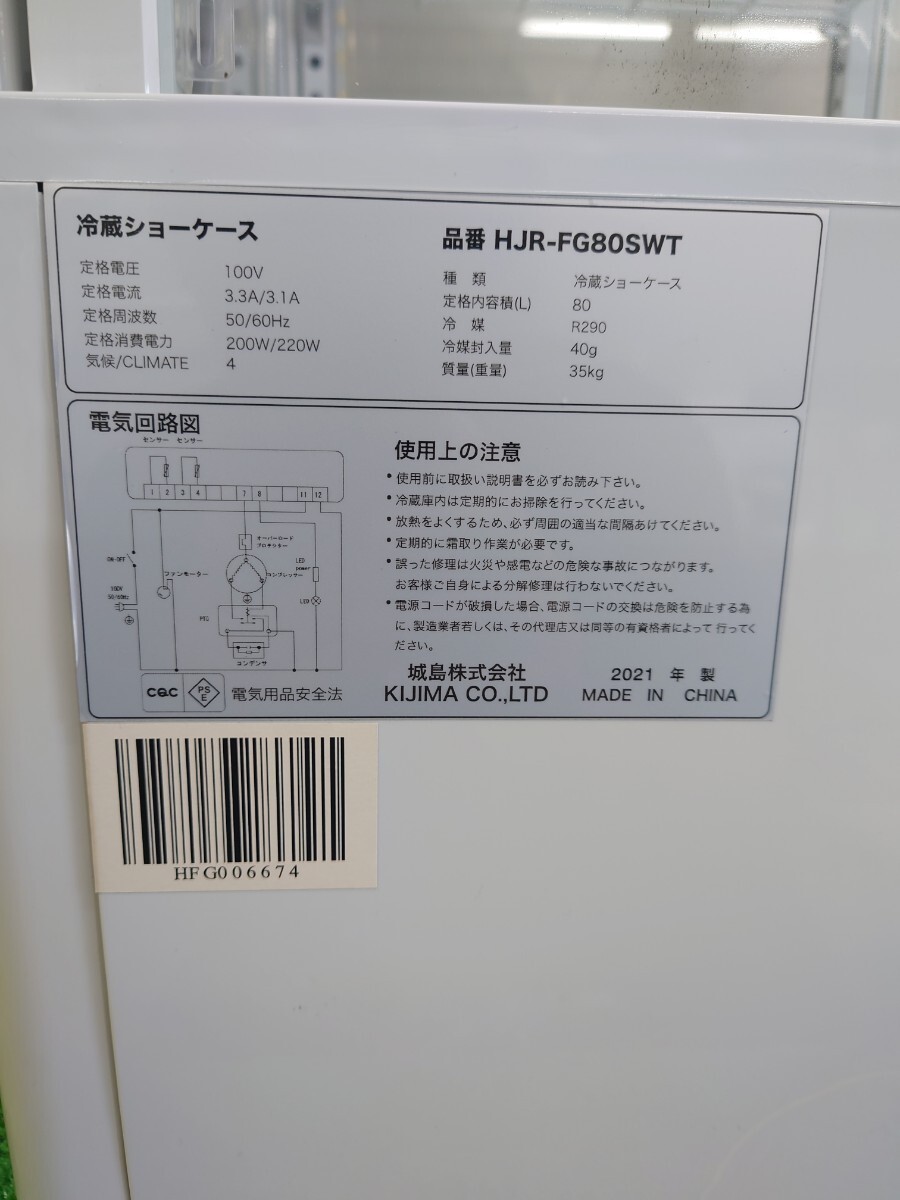 冷蔵ショーケース
定格電圧 100V
定格電流 3.3A/3.1A
定格周波数 50/60Hz
定格消費電力 200W/220W
気候/CLIMATE 4
品番 HJR-FG80SWT
種 類 冷蔵ショーケース
定格内容積(L) 80
冷 媒 R290
冷媒封入量 40g
質量(重量) 35kg
電気回路図
センサー センサー
1 2 3 4 7 8 11 12
オーバーロード
プロテクター
ON-OFF
ファンモーター
コンプレッサー
LED
power
100V
50/60Hz
LED
PTC
コンデンサ
CQC
PS
E
電気用品安全法
使用上の注意
•使用前に取扱い説明書を必ずお読み下さい。
•冷蔵庫内は定期的にお掃除を行ってください。
•放熱をよくするため、必ず周囲の適当な間隔あけてください。
•定期的に霜取り作業が必要です。
•誤った修理は火災や感電などの危険な事故につながります。
お客様ご自身による分解修理は行わないでください。
•電源コードが破損した場合、電源コードの交換は危険を防止する為
に、製造業者若しくは、その代理店又は同等の有資格者によって 行ってく
ださい。
城島株式会社
KIJIMA CO.,LTD
2021 年 製
MADE IN CHINA
HFG006674